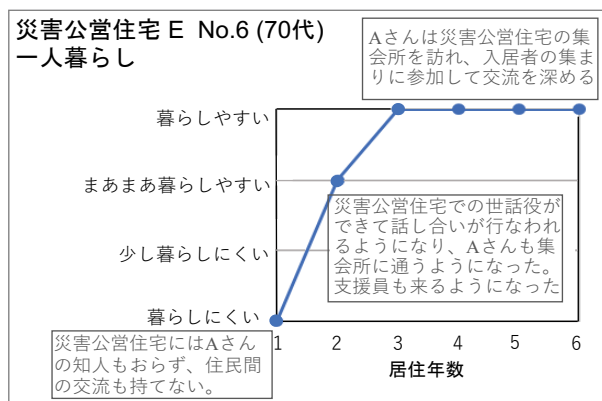 災害公営住宅 E No.6 (70代)
一人暮らし
Aさんは災害公営住宅の集
会所を訪れ、入居者の集ま
りに参加して交流を深める
暮らしやすい
まあまあ暮らしやすい
災害公営住宅での世話役が
できて話し合いが行なわれ
るようになり、Aさんも集
会所に通うようになった。
支援員も来るようになった
少し暮らしにくい
暮らしにくい
1 2 3 4 5 6
居住年数
災害公営住宅にはAさん
の知人もおらず、住民間
の交流も持てない。